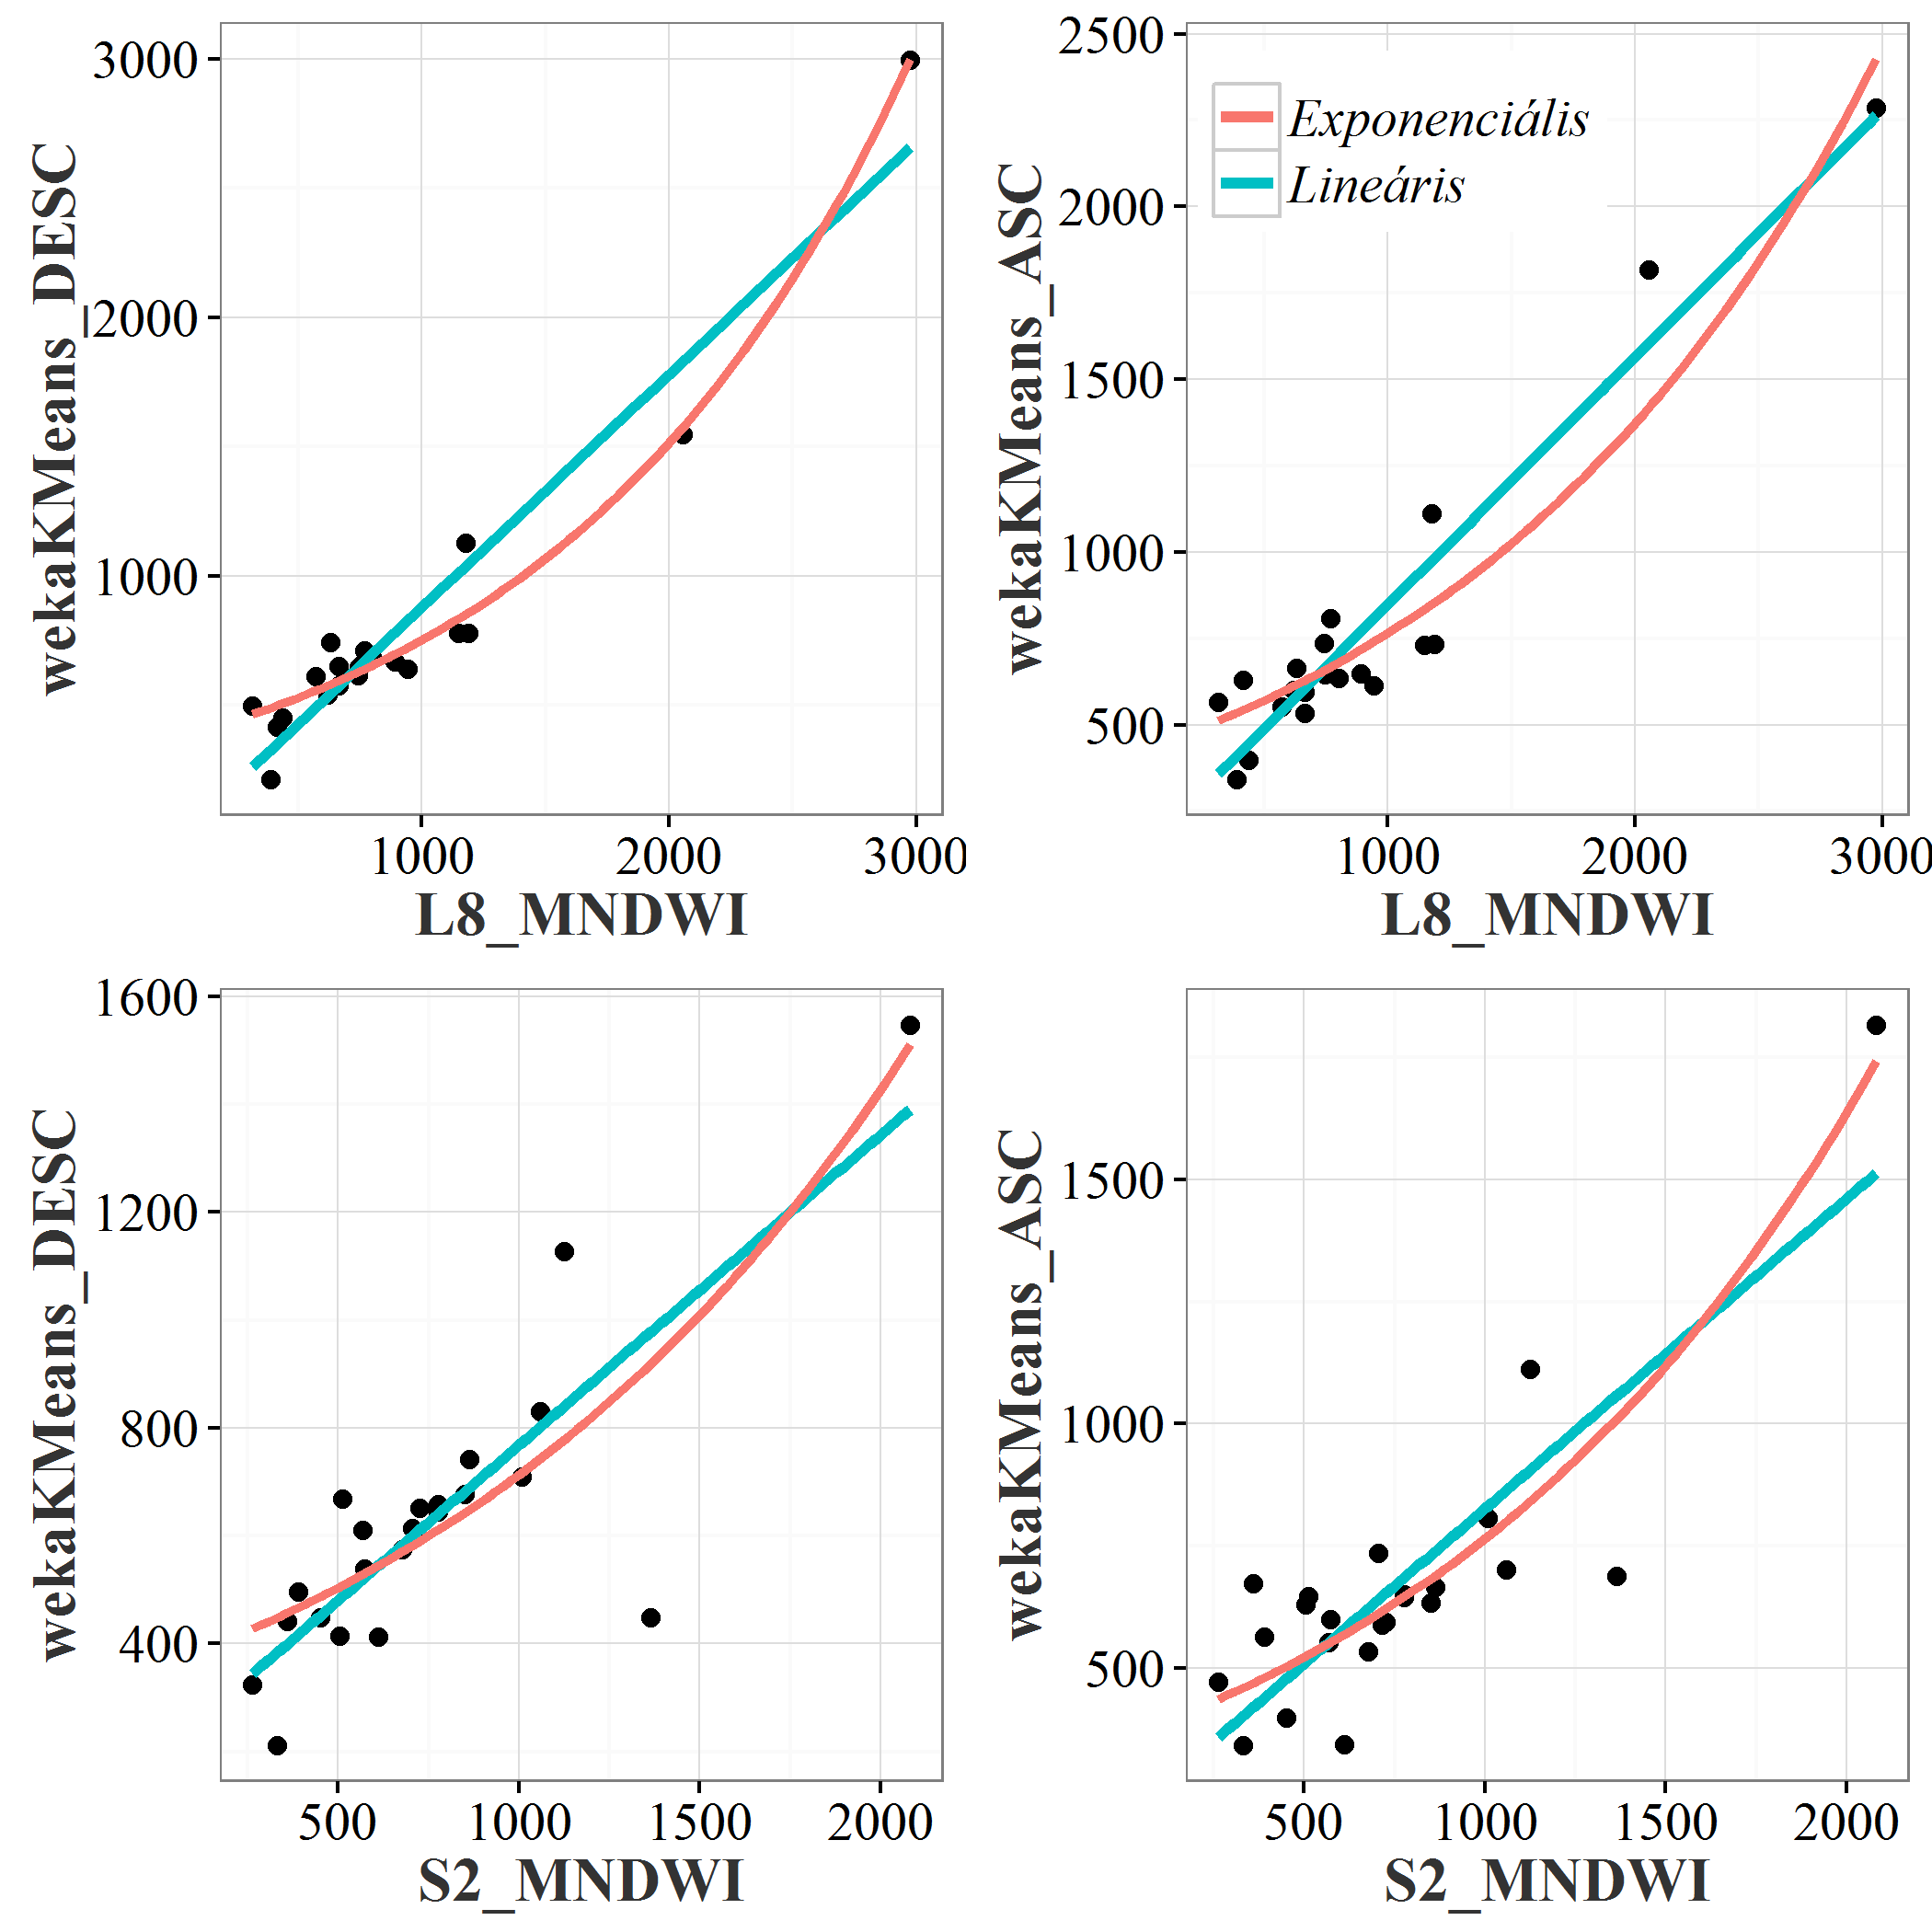 wekaKMeans_DESC
3000
2000
1000
1000 2000 3000
L8_MNDWI
wekaKMeans_ASC
2500
2000
1500
1000
500
Exponenciális
Lineáris
1000 2000 3000
L8_MNDWI
wekaKMeans_DESC
1600
1200
800
400
500 1000 1500 2000
S2_MNDWI
wekaKMeans_ASC
1500
1000
500
500 1000 1500 2000
S2_MNDWI